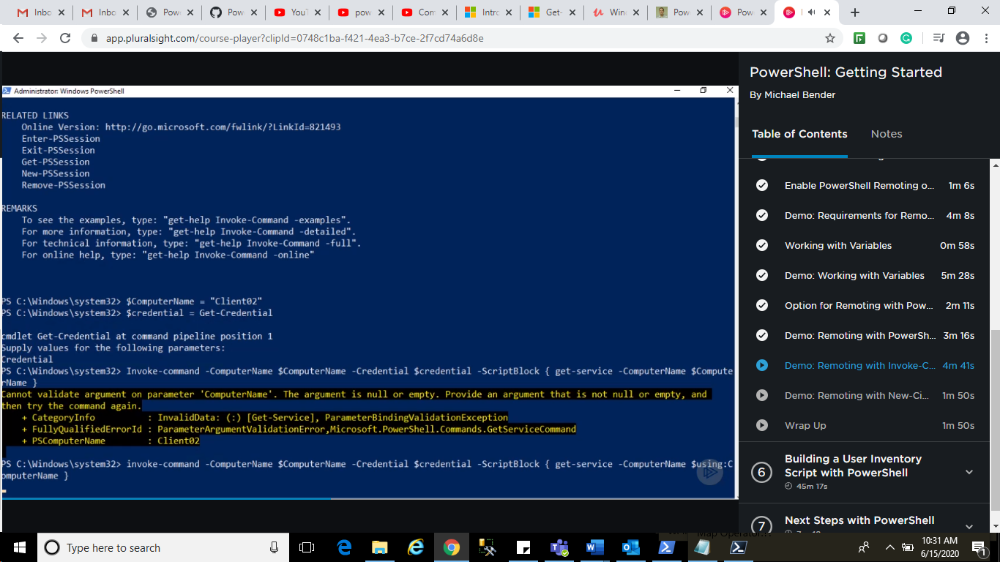 Inbo
Inbo
Pow
Pow
YouT
pow
Com
Intro
Get-
Win
Pow
Pow
app.pluralsight.com/course-player?clipId=0748c1ba-f421-4ea3-b7ce-2f7cd74a6d8e
Administrator: Windows PowerShell
RELATED LINKS
Online Version: http://go.microsoft.com/fwlink/?LinkId=821493
Enter-PSSession
Exit-PSSession
Get-PSSession
New-PSSession
Remove-PSSession
REMARKS
To see the examples, type: "get-help Invoke-Command -examples".
For more information, type: "get-help Invoke-Command -detailed".
For technical information, type: "get-help Invoke-Command -full".
For online help, type: "get-help Invoke-Command -online"
PS C:\Windows\system32> $ComputerName = "Client02"
PS C:\Windows\system32> $credential = Get-Credential
cmdlet Get-Credential at command pipeline position 1
Supply values for the following parameters:
Credential
PS C:\Windows\system32> Invoke-command -ComputerName $ComputerName -Credential $credential -ScriptBlock { get-service -ComputerName $Compute
rName }
Cannot validate argument on parameter 'ComputerName'. The argument is null or empty. Provide an argument that is not null or empty, and
then try the command again.
+ CategoryInfo : InvalidData: (:) [Get-Service], ParameterBindingValidationException
+ FullyQualifiedErrorId : ParameterArgumentValidationError,Microsoft.PowerShell.Commands.GetServiceCommand
+ PSComputerName : Client02
PS C:\Windows\system32> invoke-command -ComputerName $ComputerName -Credential $credential -ScriptBlock { get-service -ComputerName $using:C
omputerName }
PowerShell: Getting Started
By Michael Bender
Table of Contents Notes
Enable PowerShell Remoting o... 1m 6s
Demo: Requirements for Remo... 4m 8s
Working with Variables 0m 58s
Demo: Working with Variables 5m 28s
Option for Remoting with Pow... 2m 11s
Demo: Remoting with PowerSh... 3m 16s
Demo: Remoting with Invoke-C... 4m 41s
Demo: Remoting with New-Ci... 1m 50s
Wrap Up 1m 50s
6
Building a User Inventory
Script with PowerShell
45m 17s
7
Next Steps with PowerShell
Type here to search
10:31 AM
6/15/2020
1